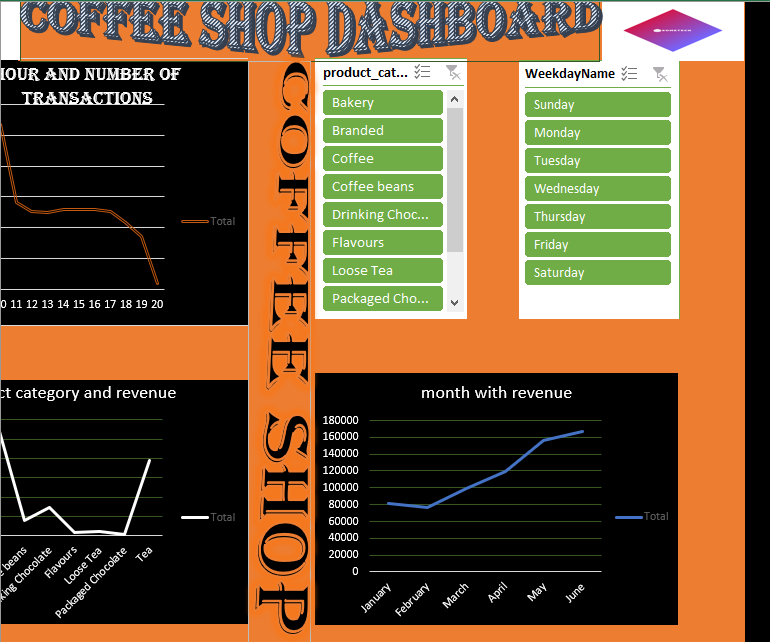 COFFEE SHOP DASHBOARD
HOUR AND NUMBER OF
TRANSACTIONS
Total
0 11 12 13 14 15 16 17 18 19 20
COFFEE SHOP
product_cat...
Bakery
Branded
Coffee
Coffee beans
Drinking Choc...
Flavours
Loose Tea
Packaged Cho...
WeekdayName
Sunday
Monday
Tuesday
Wednesday
Thursday
Friday
Saturday
ct category and revenue
Total
e beans
king Chocolate
Flavours
Loose Tea
Packaged Chocolate
Tea
month with revenue
180000
160000
140000
120000
100000
80000
60000
40000
20000
0
January
February
March
April
May
June
Total